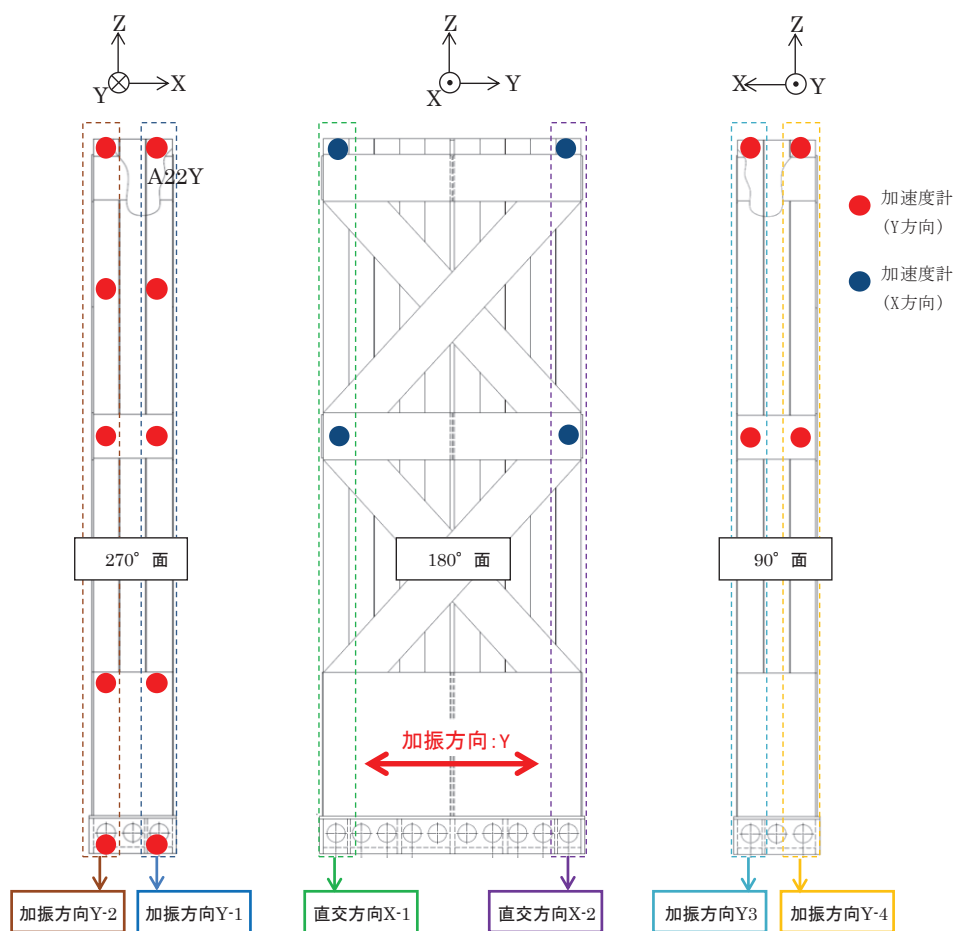 Z
Y
X
Z
X
Y
Z
X
Y
A22Y
加速度計
(Y方向)
加速度計
(X方向)
270° 面
180° 面
90° 面
加振方向:Y
加振方向Y-2
加振方向Y-1
直交方向X-1
直交方向X-2
加振方向Y3
加振方向Y-4